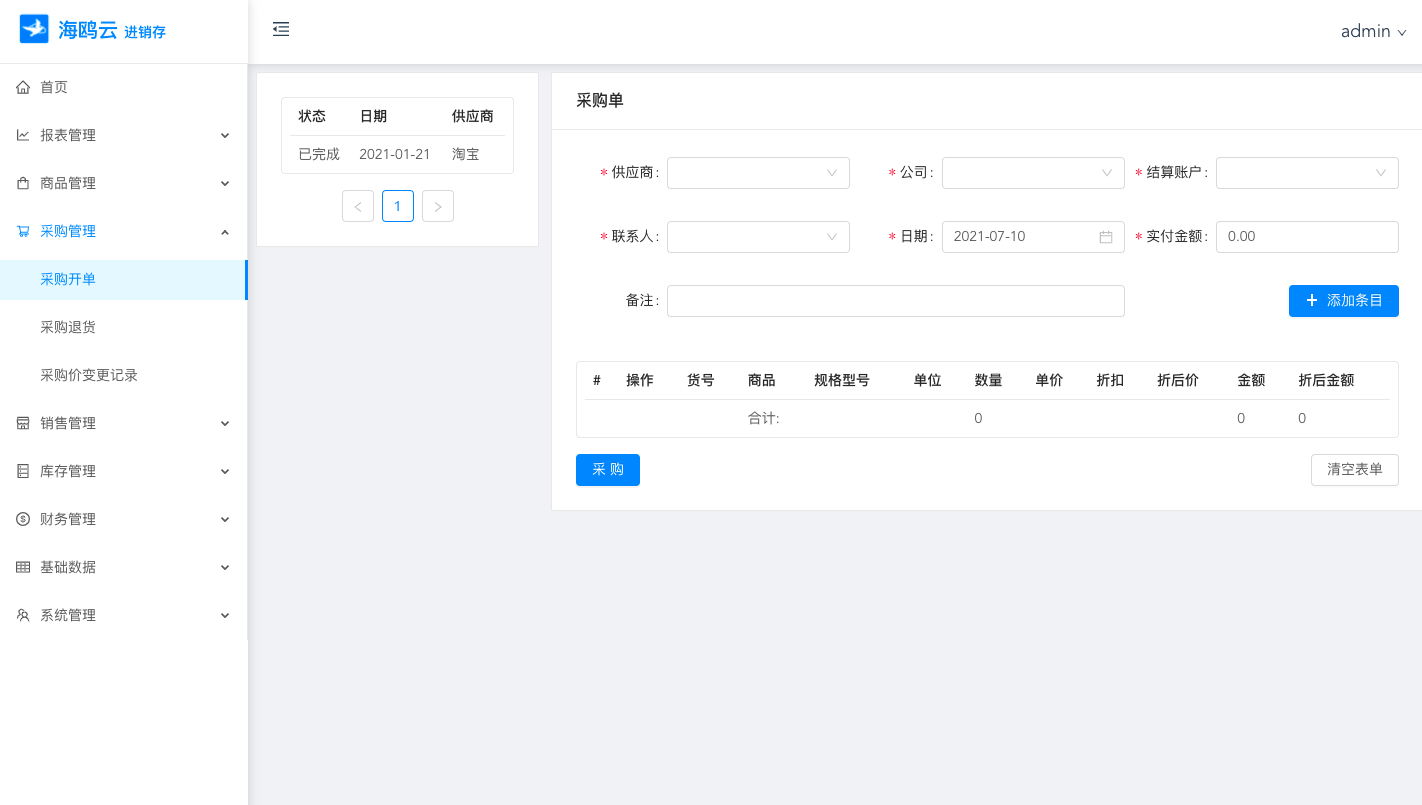 海鸥云 进销存
admin
首页
报表管理
商品管理
采购管理
采购开单
采购退货
采购价变更记录
销售管理
库存管理
财务管理
基础数据
系统管理
状态 日期 供应商
已完成 2021-01-21 淘宝
1
采购单
* 供应商: * 公司: * 结算账户:
* 联系人: * 日期: 2021-07-10 * 实付金额: 0.00
备注: + 添加条目
# 操作 货号 商品 规格型号 单位 数量 单价 折扣 折后价 金额 折后金额
合计: 0 0 0
采 购 清空表单